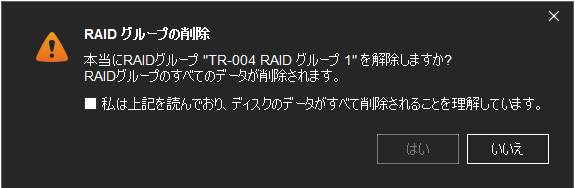 RAID グループの削除
本当にRAIDグループ "TR-004 RAID グループ 1" を解除しますか?
RAIDグループのすべてのデータが削除されます。
私は上記を読んでおり、ディスクのデータがすべて削除されることを理解しています。
はい
いいえ